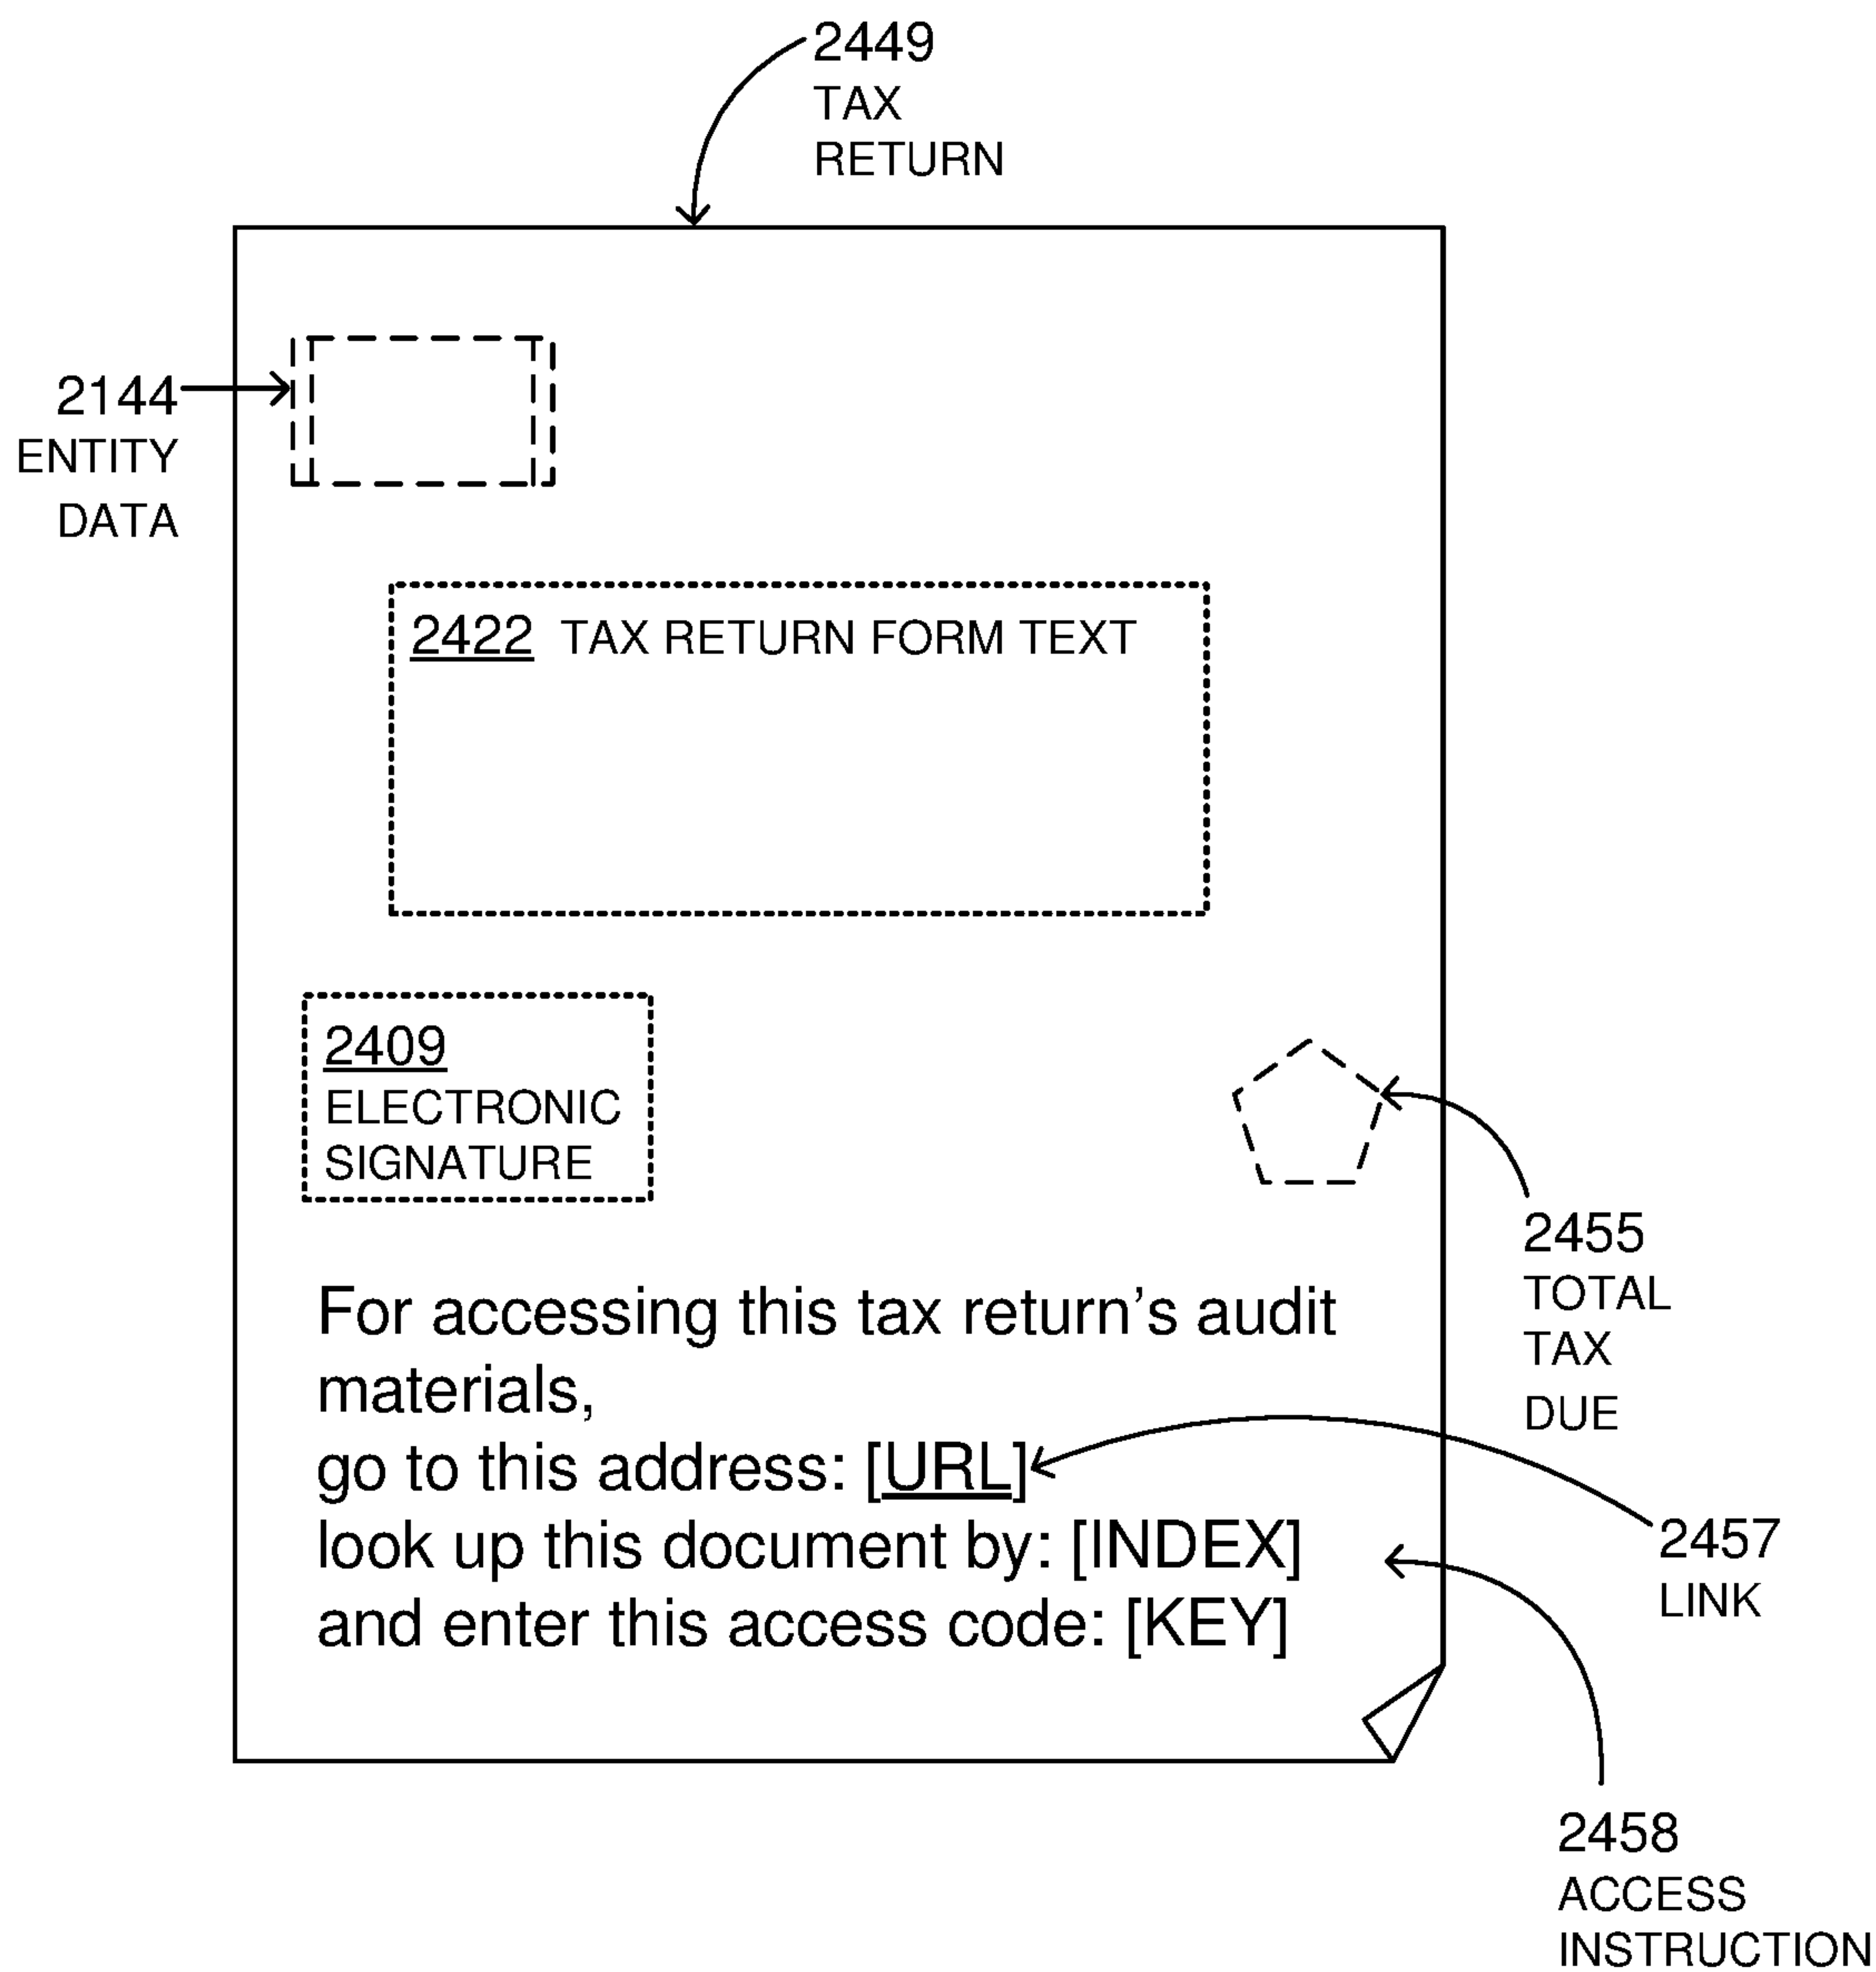 2449
TAX
RETURN
2144
ENTITY
DATA
2422 TAX RETURN FORM TEXT
2409
ELECTRONIC
SIGNATURE
2455
TOTAL
TAX
DUE
For accessing this tax return’s audit
materials,
go to this address: [URL]
look up this document by: [INDEX]
and enter this access code: [KEY]
2457
LINK
2458
ACCESS
INSTRUCTION